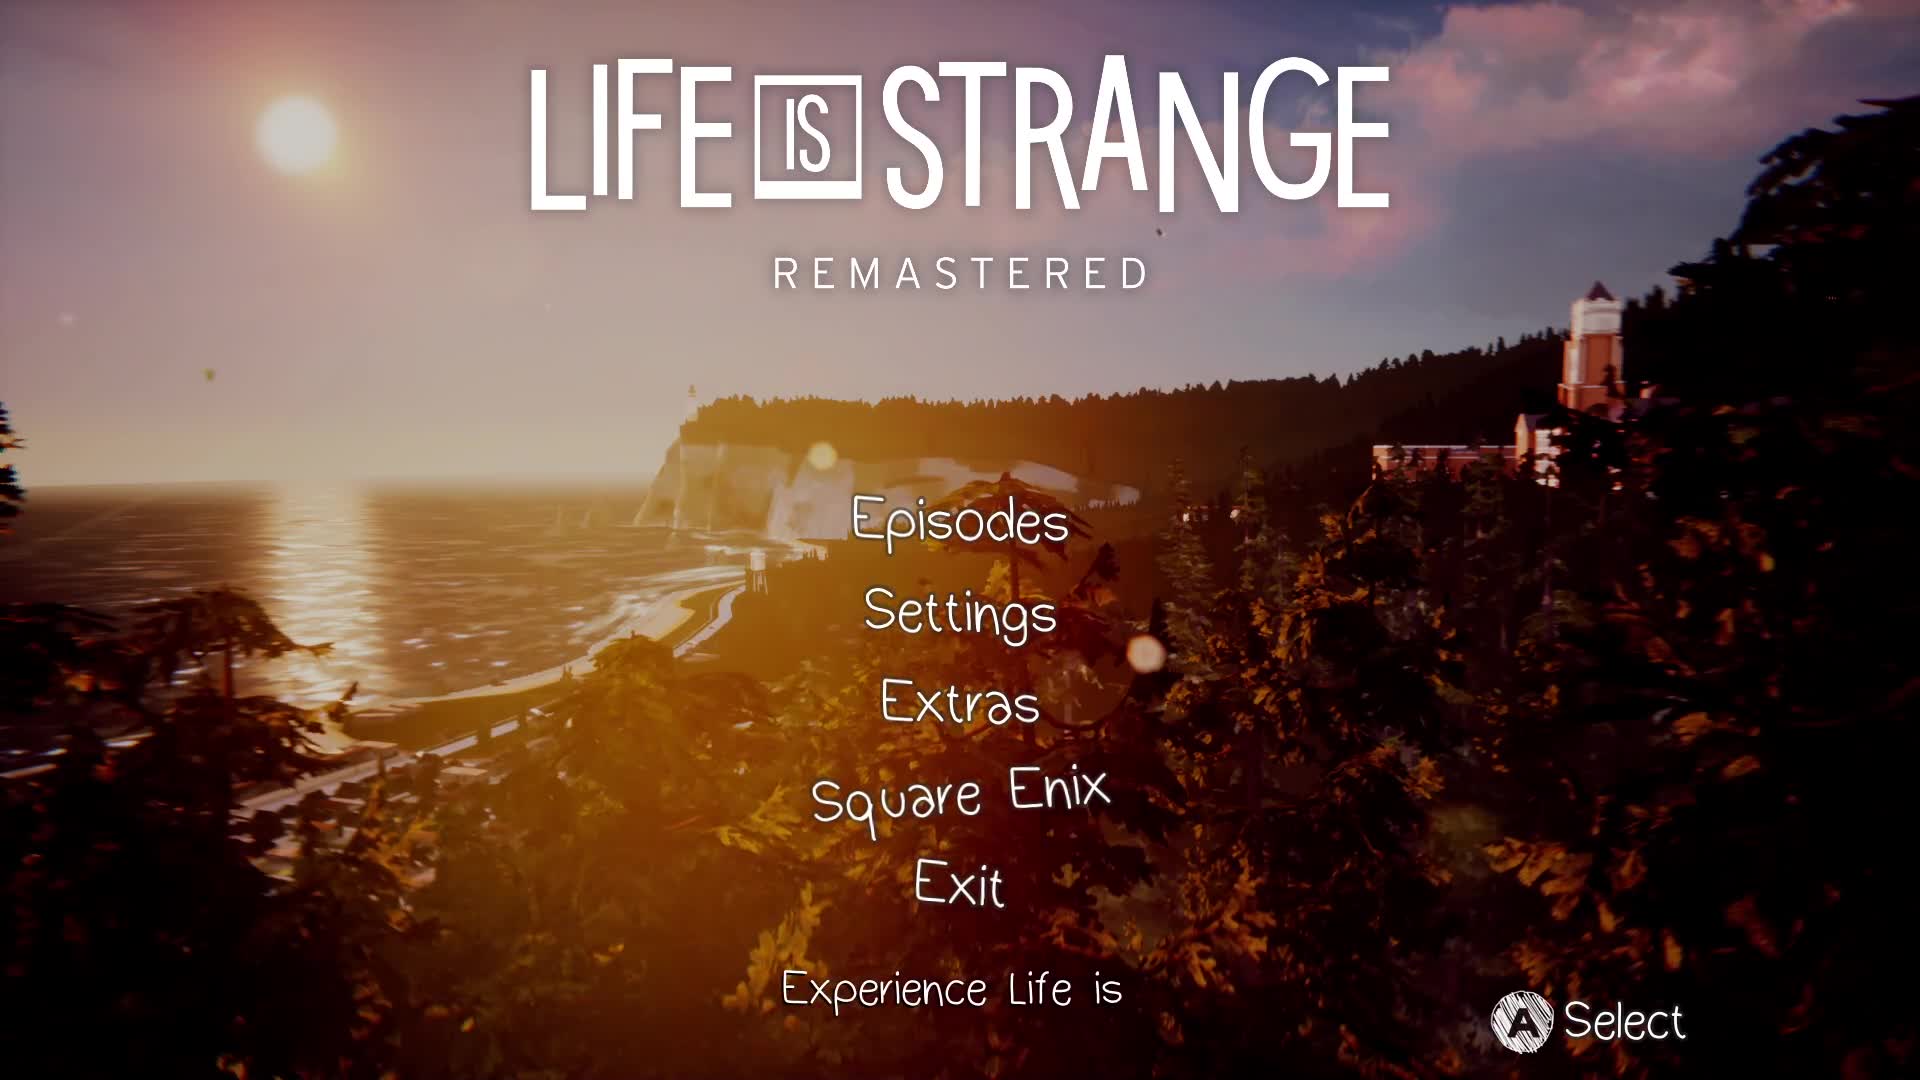 LIFE IS STRANGE
REMASTERED
Episodes
Settings
Extras
Square Enix
Exit
Experience Life is
A Select